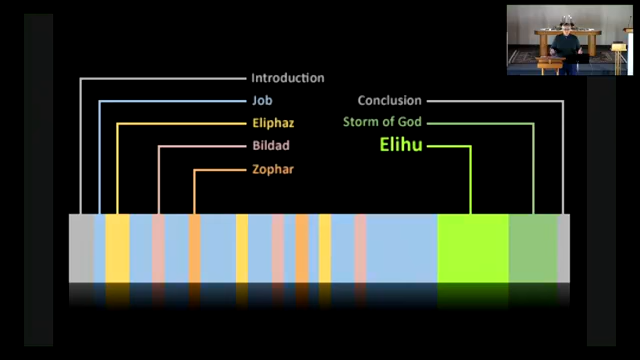 Introduction
Job
Eliphaz
Bildad
Zophar
Conclusion
Storm of God
Elihu